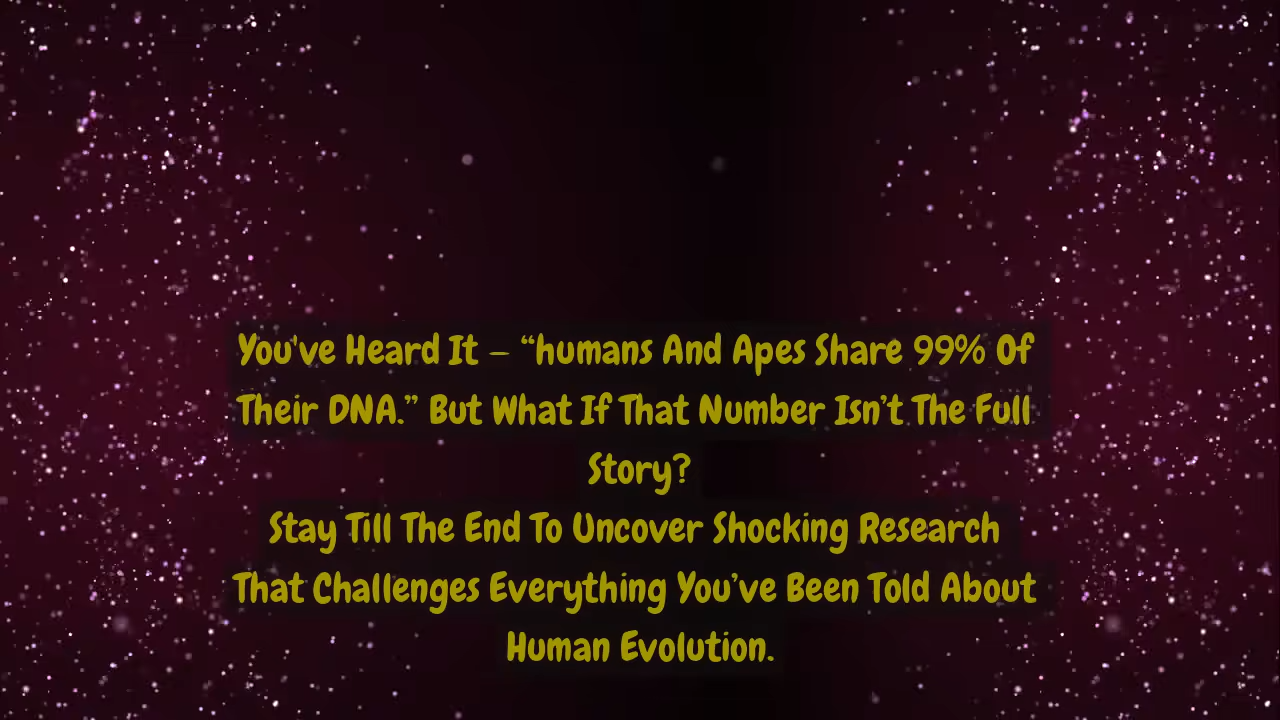 You've Heard It – “humans And Apes Share 99% Of
Their DNA.” But What If That Number Isn’t The Full
Story?
Stay Till The End To Uncover Shocking Research
That Challenges Everything You’ve Been Told About
Human Evolution.